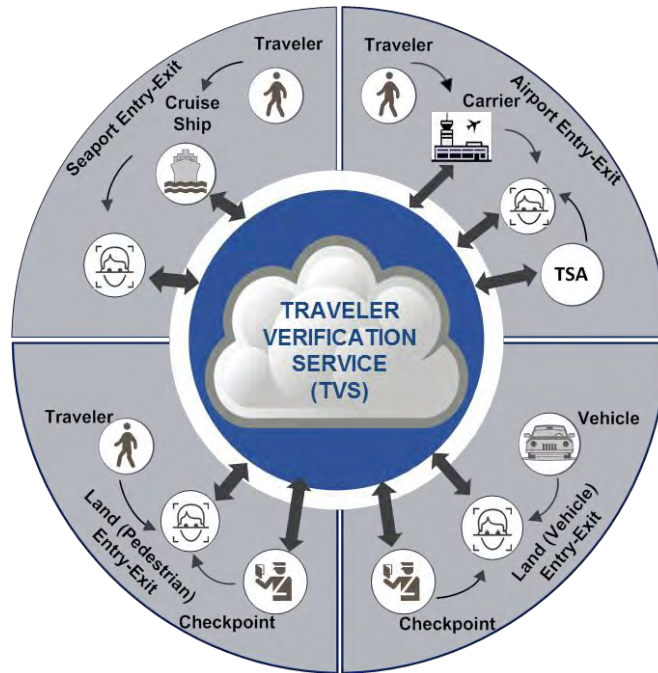 Traveler
Cruise
Ship
Seaport Entry-Exit
Traveler
Carrier
Airport Entry-Exit
TSA
TRAVELER
VERIFICATION
SERVICE
(TVS)
Traveler
Land (Pedestrian)
Entry-Exit
Checkpoint
Vehicle
Land (Vehicle)
Entry-Exit
Checkpoint